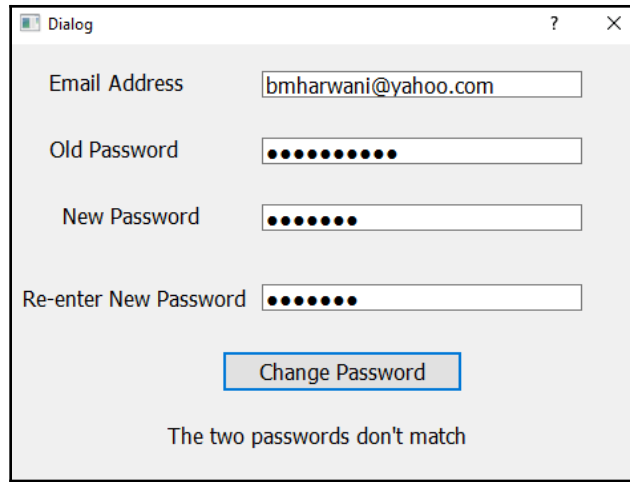 Dialog ?
Email Address bmharwani@yahoo.com
Old Password ●●●●●●●●●●
New Password ●●●●●●●
Re-enter New Password ●●●●●●●
Change Password
The two passwords don't match